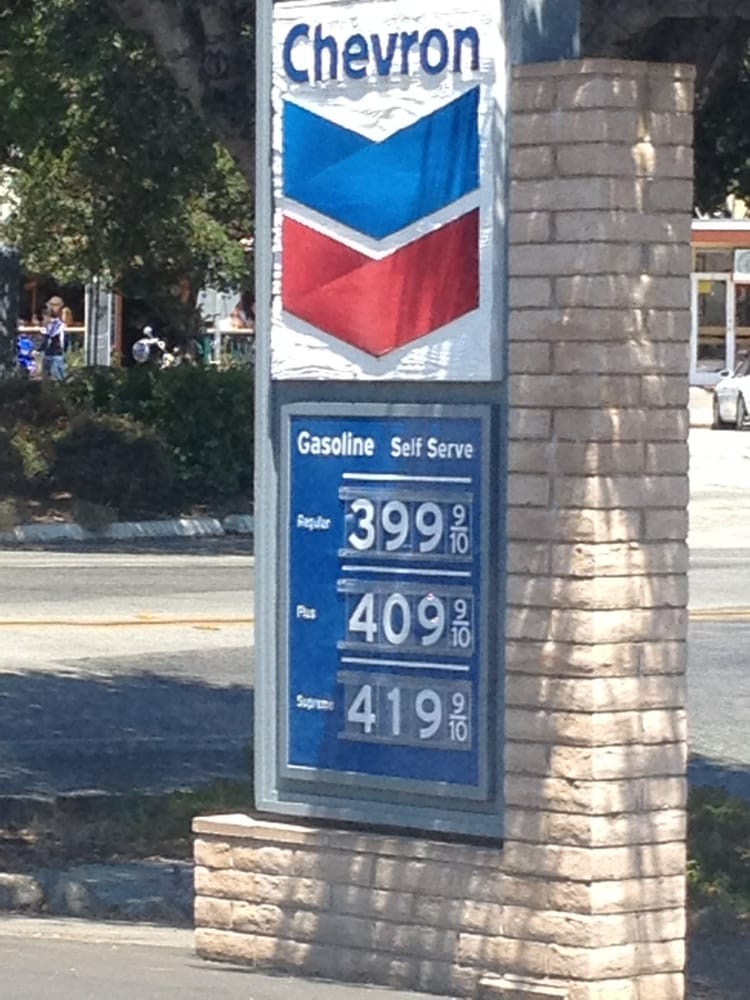 Chevron
Gasoline Self Serve
Regular 399 9/10
Plus 409 9/10
Supreme 419 9/10